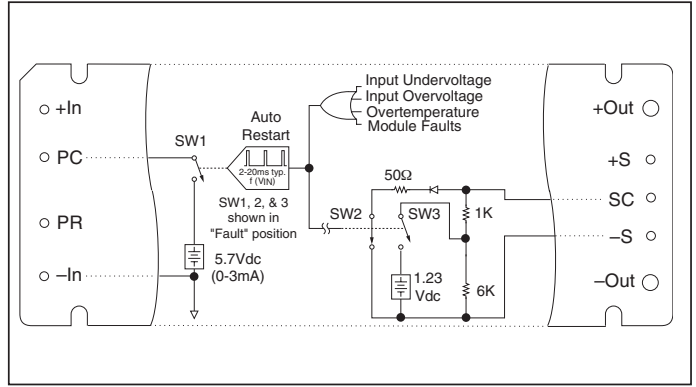 +In
PC
PR
–In
SW1
Auto
Restart
2-20ms typ.
f (VIN)
SW1, 2, & 3
shown in
"Fault" position
5.7Vdc
(0-3mA)
Input Undervoltage
Input Overvoltage
Overtemperature
Module Faults
50Ω
SW2
SW3
1K
1.23
Vdc
6K
+Out
+S
SC
–S
–Out